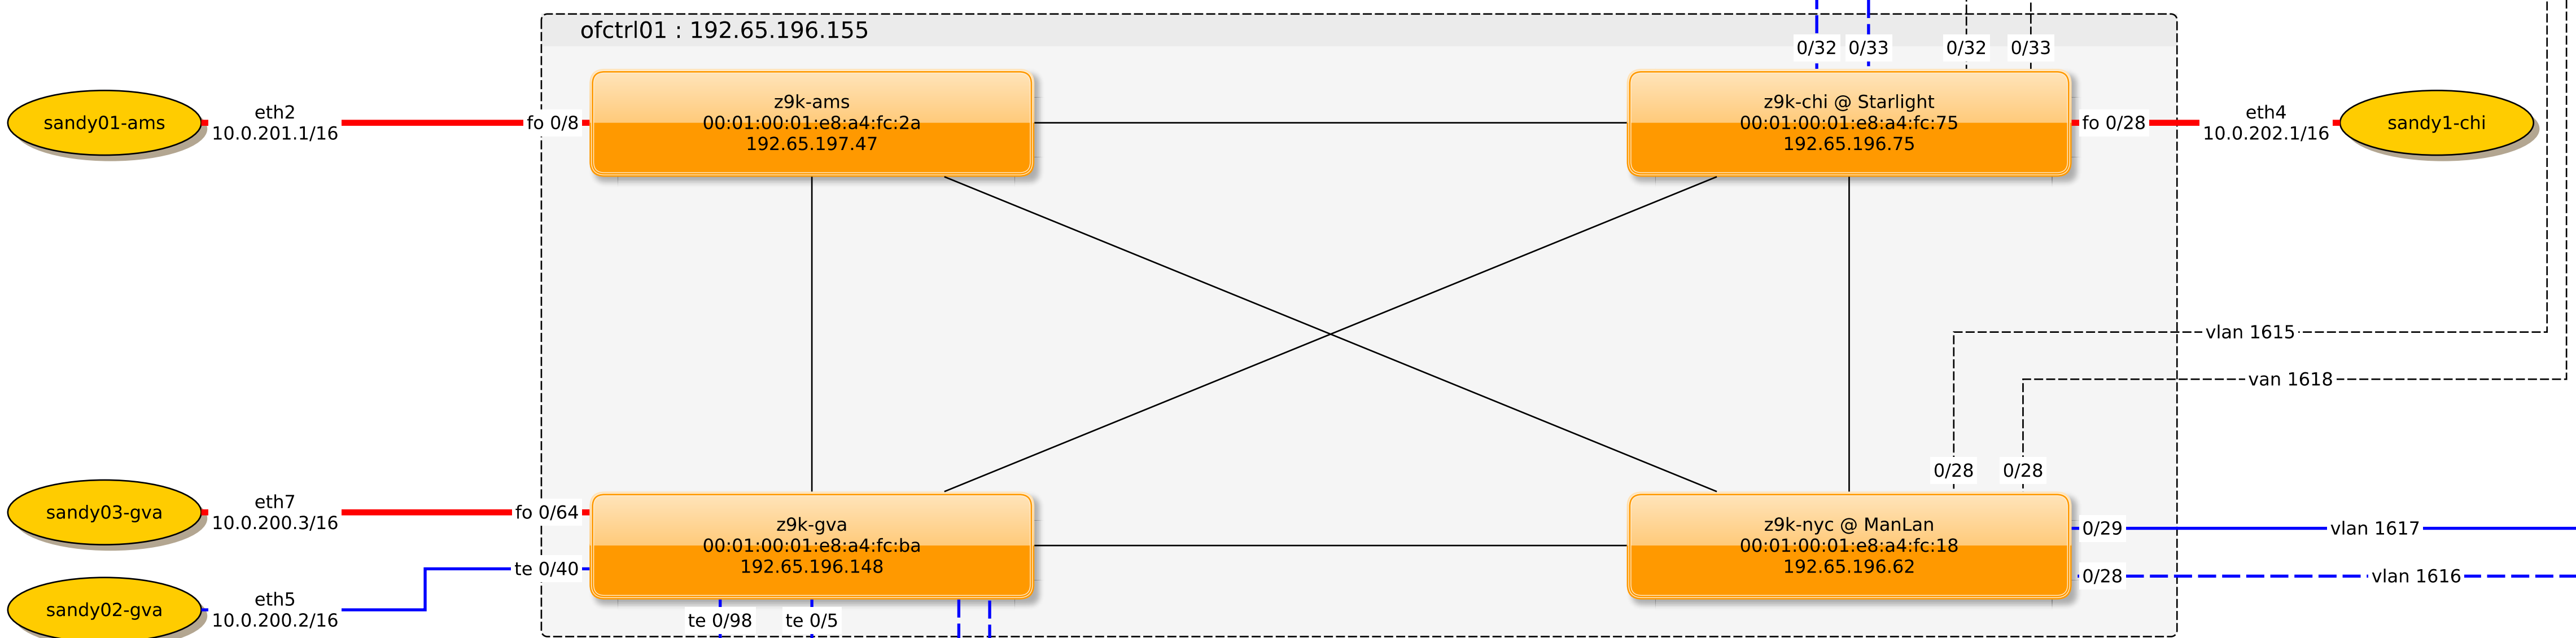 ofctrl01 : 192.65.196.155
0/32
0/33
0/32
0/33
sandy01-ams
eth2
10.0.201.1/16
fo 0/8
z9k-ams
00:01:00:01:e8:a4:fc:2a
192.65.197.47
z9k-chi @ Starlight
00:01:00:01:e8:a4:fc:75
192.65.196.75
fo 0/28
eth4
10.0.202.1/16
sandy1-chi
vlan 1615
van 1618
0/28
0/28
sandy03-gva
eth7
10.0.200.3/16
fo 0/64
z9k-gva
00:01:00:01:e8:a4:fc:ba
192.65.196.148
z9k-nyc @ ManLan
00:01:00:01:e8:a4:fc:18
192.65.196.62
0/29
vlan 1617
0/28
vlan 1616
sandy02-gva
eth5
10.0.200.2/16
te 0/40
te 0/98
te 0/5